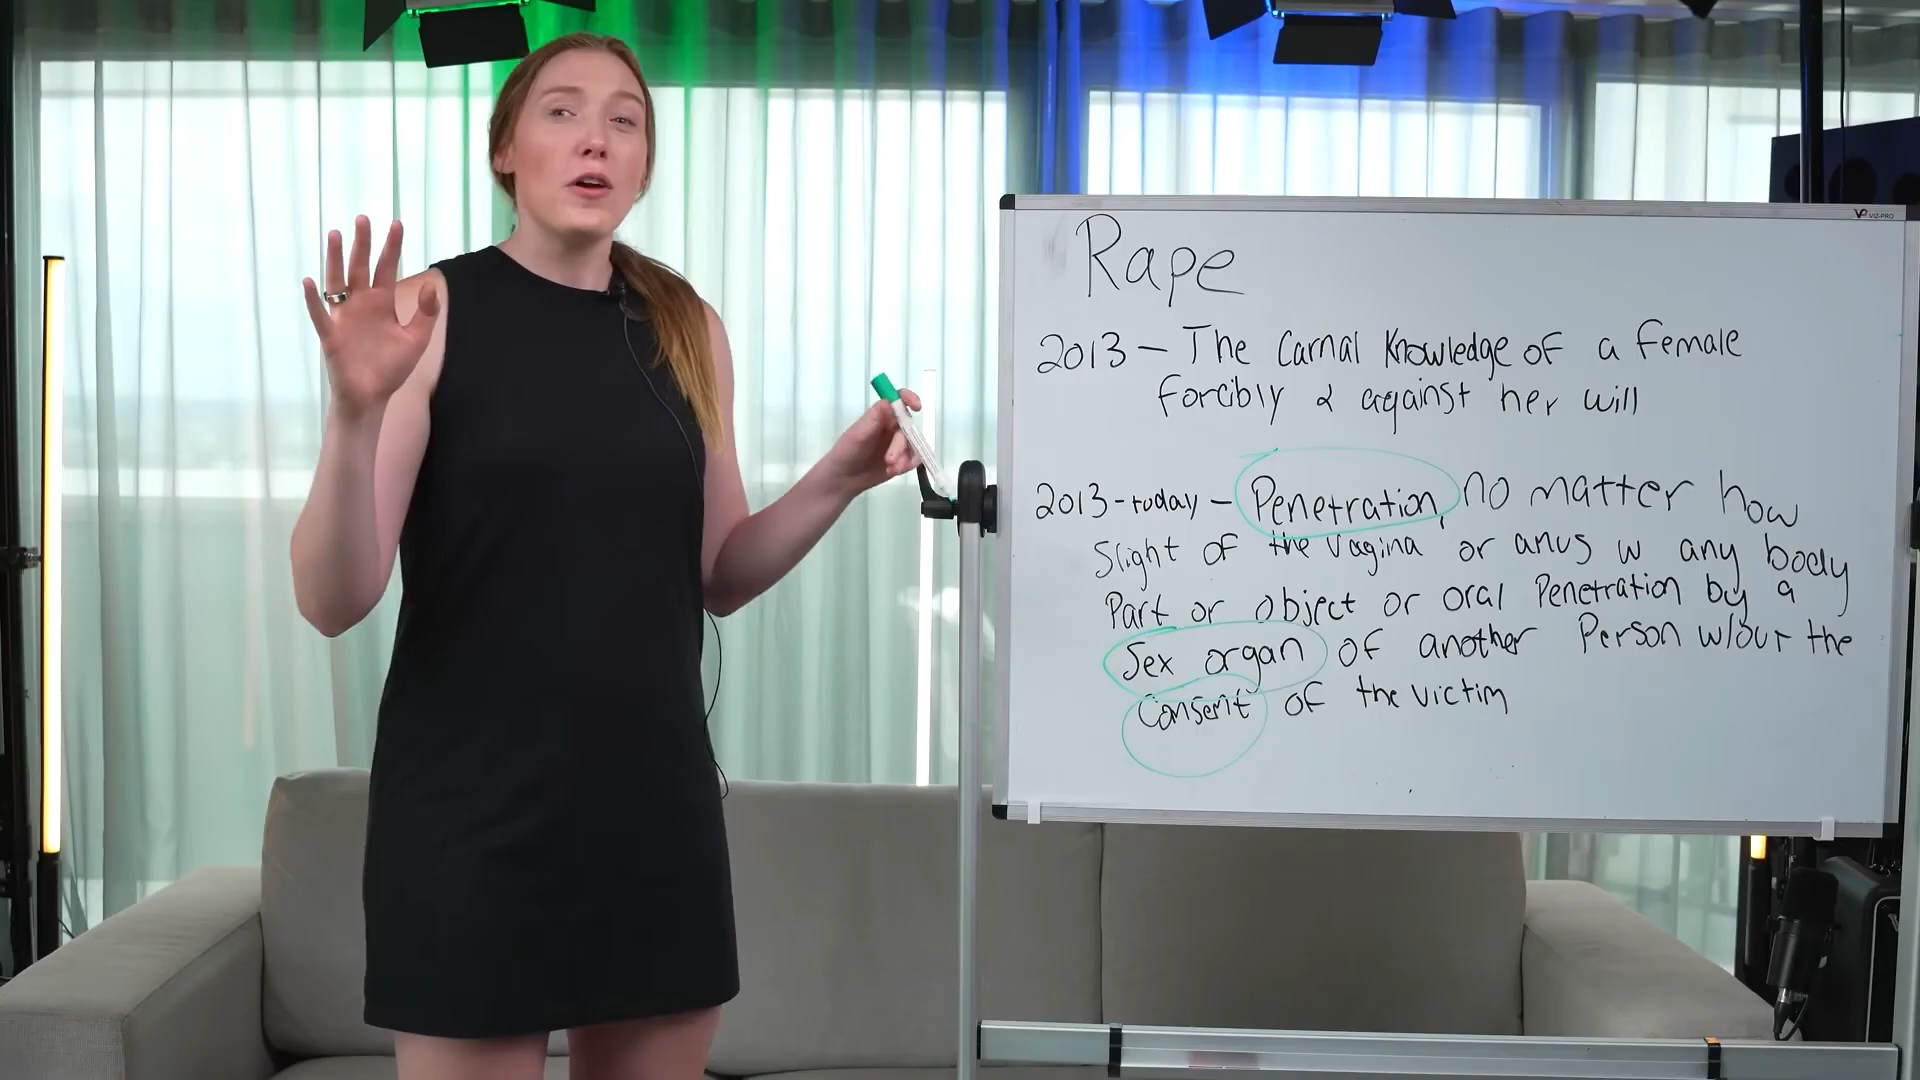 VIZ-PRO
Rape
2013 – The Carnal Knowledge of a female
forcibly & against her will
2013-today – Penetration, no matter how
Slight of the vagina or anus w any body
Part or object or oral Penetration by a
Sex organ of another Person w/out the
Consent of the victim